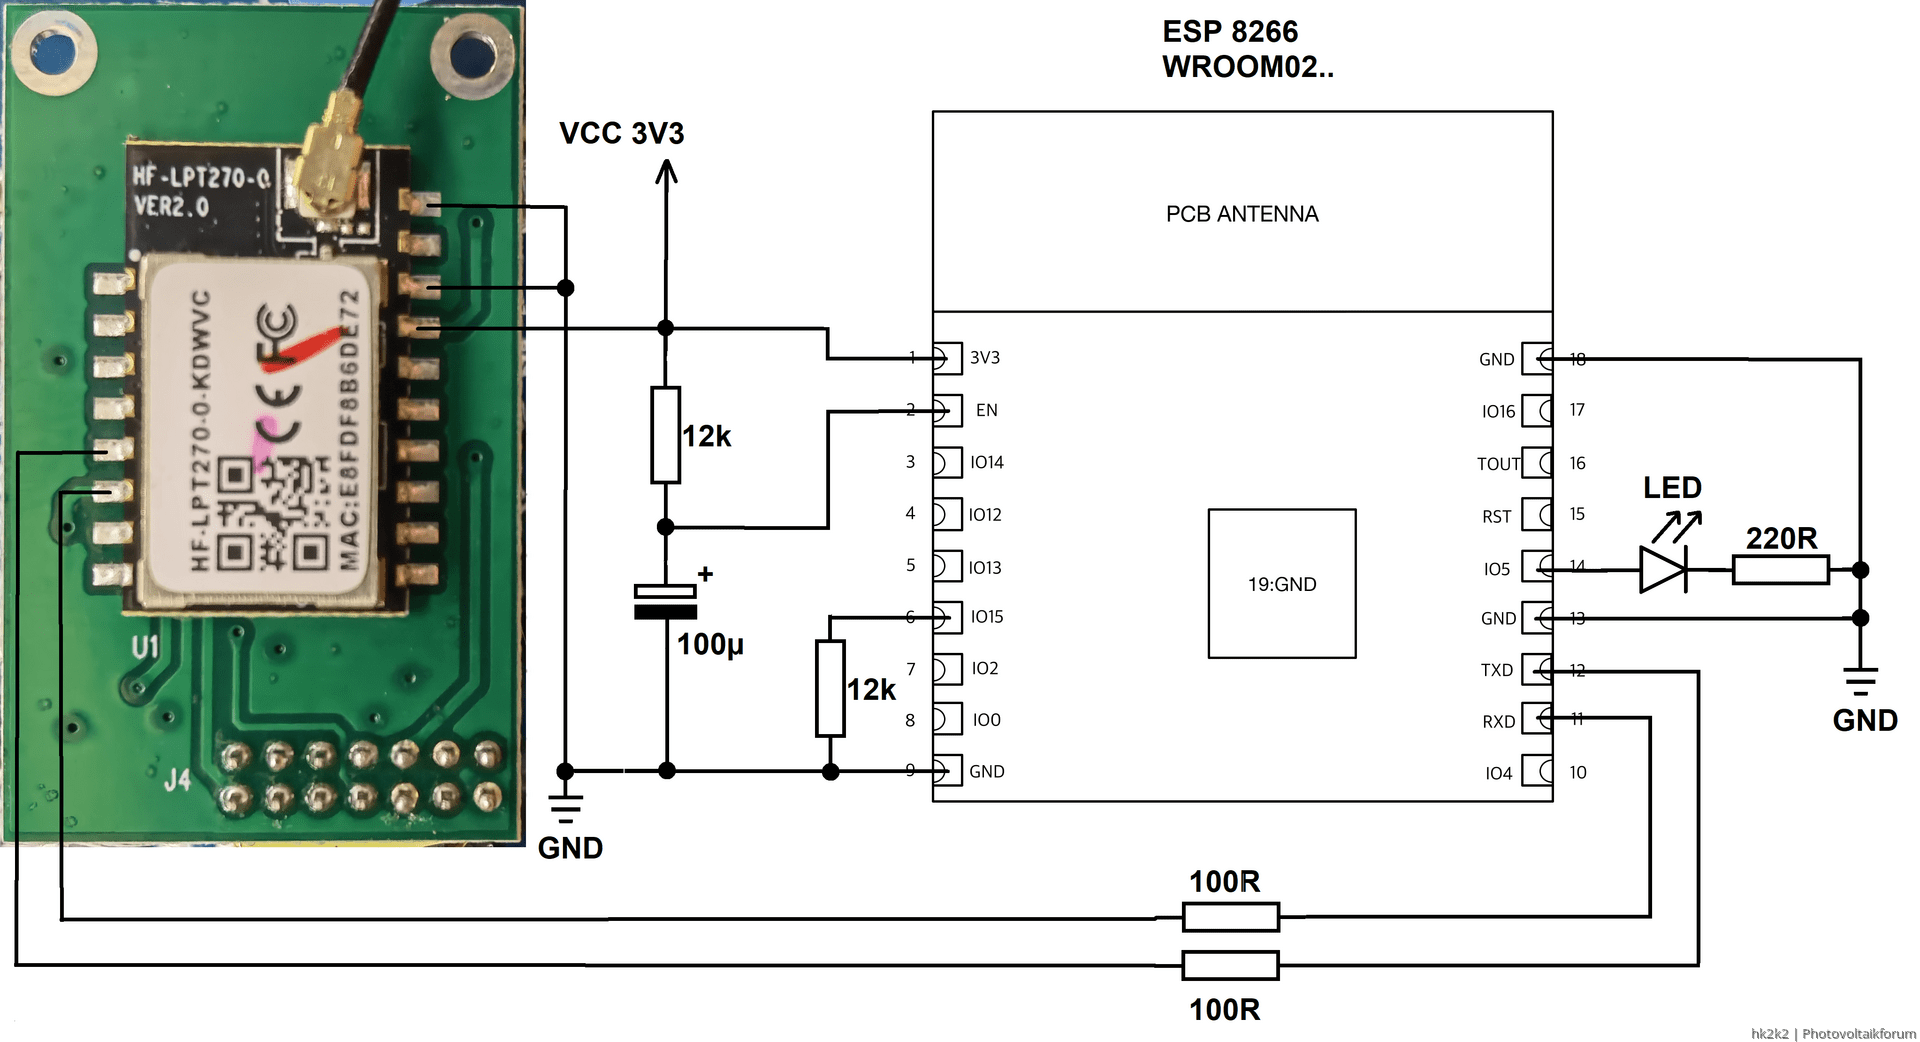 ESP 8266
WROOM02..
VCC 3V3
HF-LPT270-0
VER2.0
PCB ANTENNA
HF-LPT270-0-KDWVC
CE FC
MAC:E8FDF8B6DE72
U1
J4
12k
+
100µ
12k
GND
1 3V3
2 EN
3 IO14
4 IO12
5 IO13
6 IO15
7 IO2
8 IO0
9 GND
19:GND
GND 18
IO16 17
TOUT 16
RST 15
IO5 14
GND 13
TXD 12
RXD 11
IO4 10
LED
220R
GND
100R
100R
hk2k2 | Photovoltaikforum